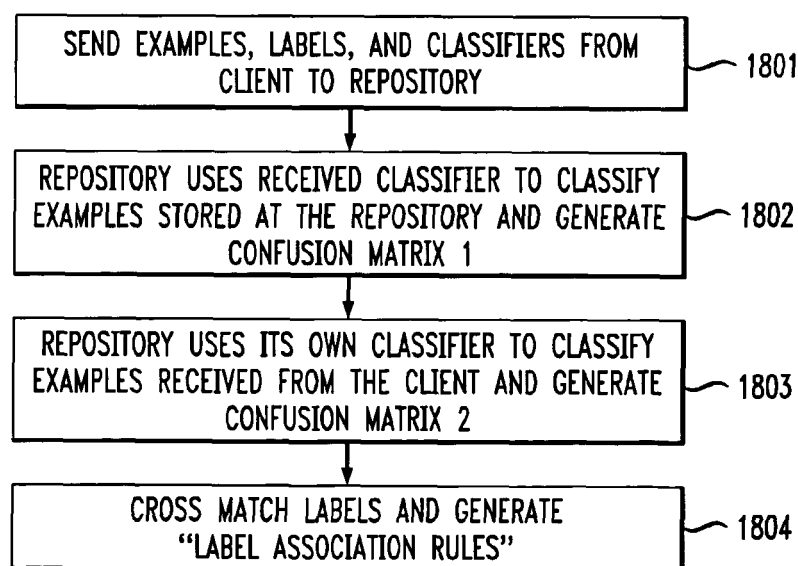 SEND EXAMPLES, LABELS, AND CLASSIFIERS FROM
CLIENT TO REPOSITORY
1801
REPOSITORY USES RECEIVED CLASSIFIER TO CLASSIFY
EXAMPLES STORED AT THE REPOSITORY AND GENERATE
CONFUSION MATRIX 1
1802
REPOSITORY USES ITS OWN CLASSIFIER TO CLASSIFY
EXAMPLES RECEIVED FROM THE CLIENT AND GENERATE
CONFUSION MATRIX 2
1803
CROSS MATCH LABELS AND GENERATE
“LABEL ASSOCIATION RULES”
1804